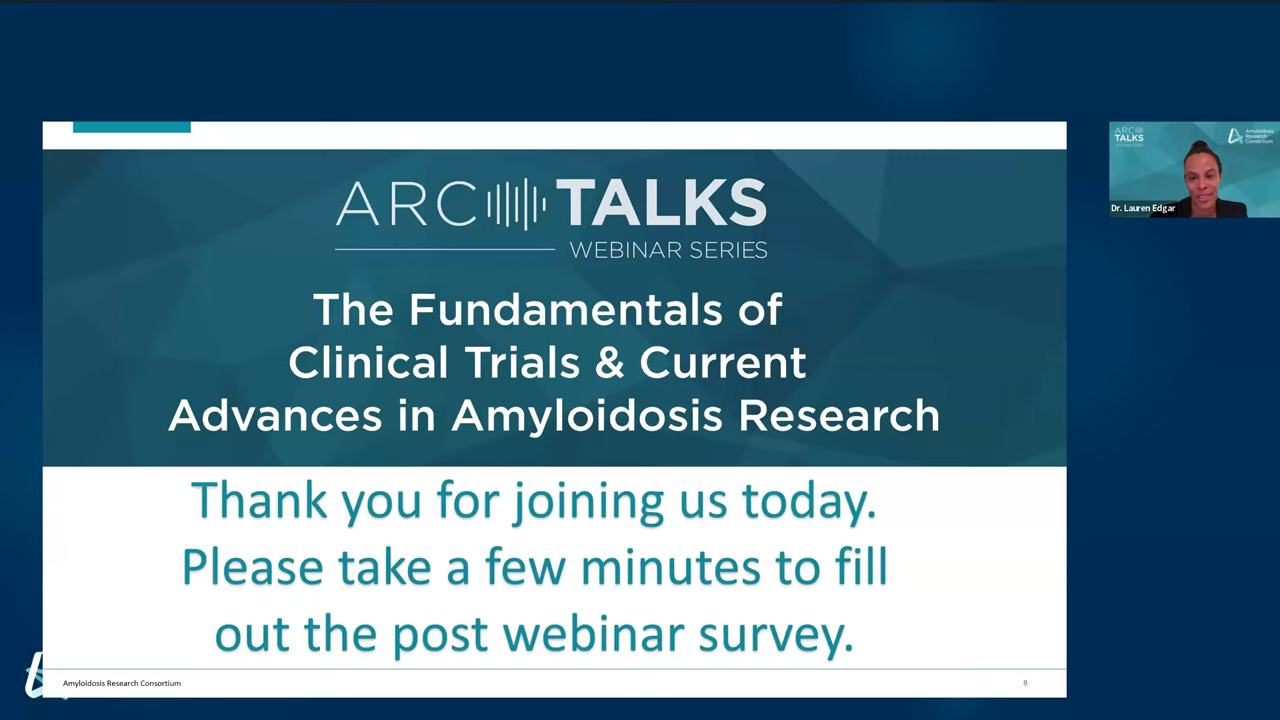 ARC TALKS
WEBINAR SERIES
The Fundamentals of
Clinical Trials & Current
Advances in Amyloidosis Research
Thank you for joining us today.
Please take a few minutes to fill
out the post webinar survey.
Amyloidosis Research Consortium
8
ARC
TALKS
Amyloidosis
Research
Consortium
Dr. Lauren Edgar